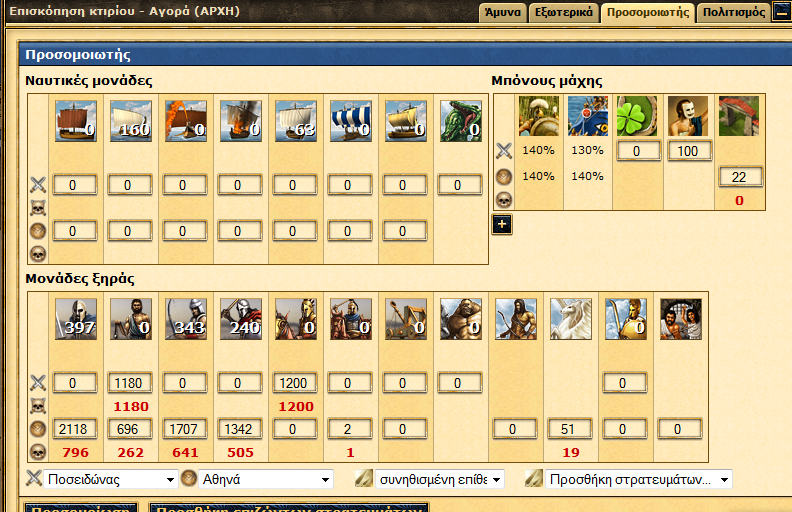 Επισκόπηση κτιρίου - Αγορά (ΑΡΧΗ) Άμυνα Εξωτερικά Προσομοιωτής Πολιτισμός
Προσομοιωτής
Ναυτικές μονάδες Μπόνους μάχης
0 160 0 0 63 0 0 0
140% 130% 0 100
0 0 0 0 0 0 0 0
140% 140% 22
0 0 0 0 0 0 0
0
+
Μονάδες ξηράς
397 0 343 240 0 0 0 0 0
0 1180 0 0 1200 0 0 0 0
1180 1200
2118 696 1707 1342 0 2 0 51 0 0
796 262 641 505 1 19
Ποσειδώνας Αθηνά συνηθισμένη επίθε Προσθήκη στρατευμάτων...
Προσομοίωση Προσθήκη επιζώντων στρατευμάτων